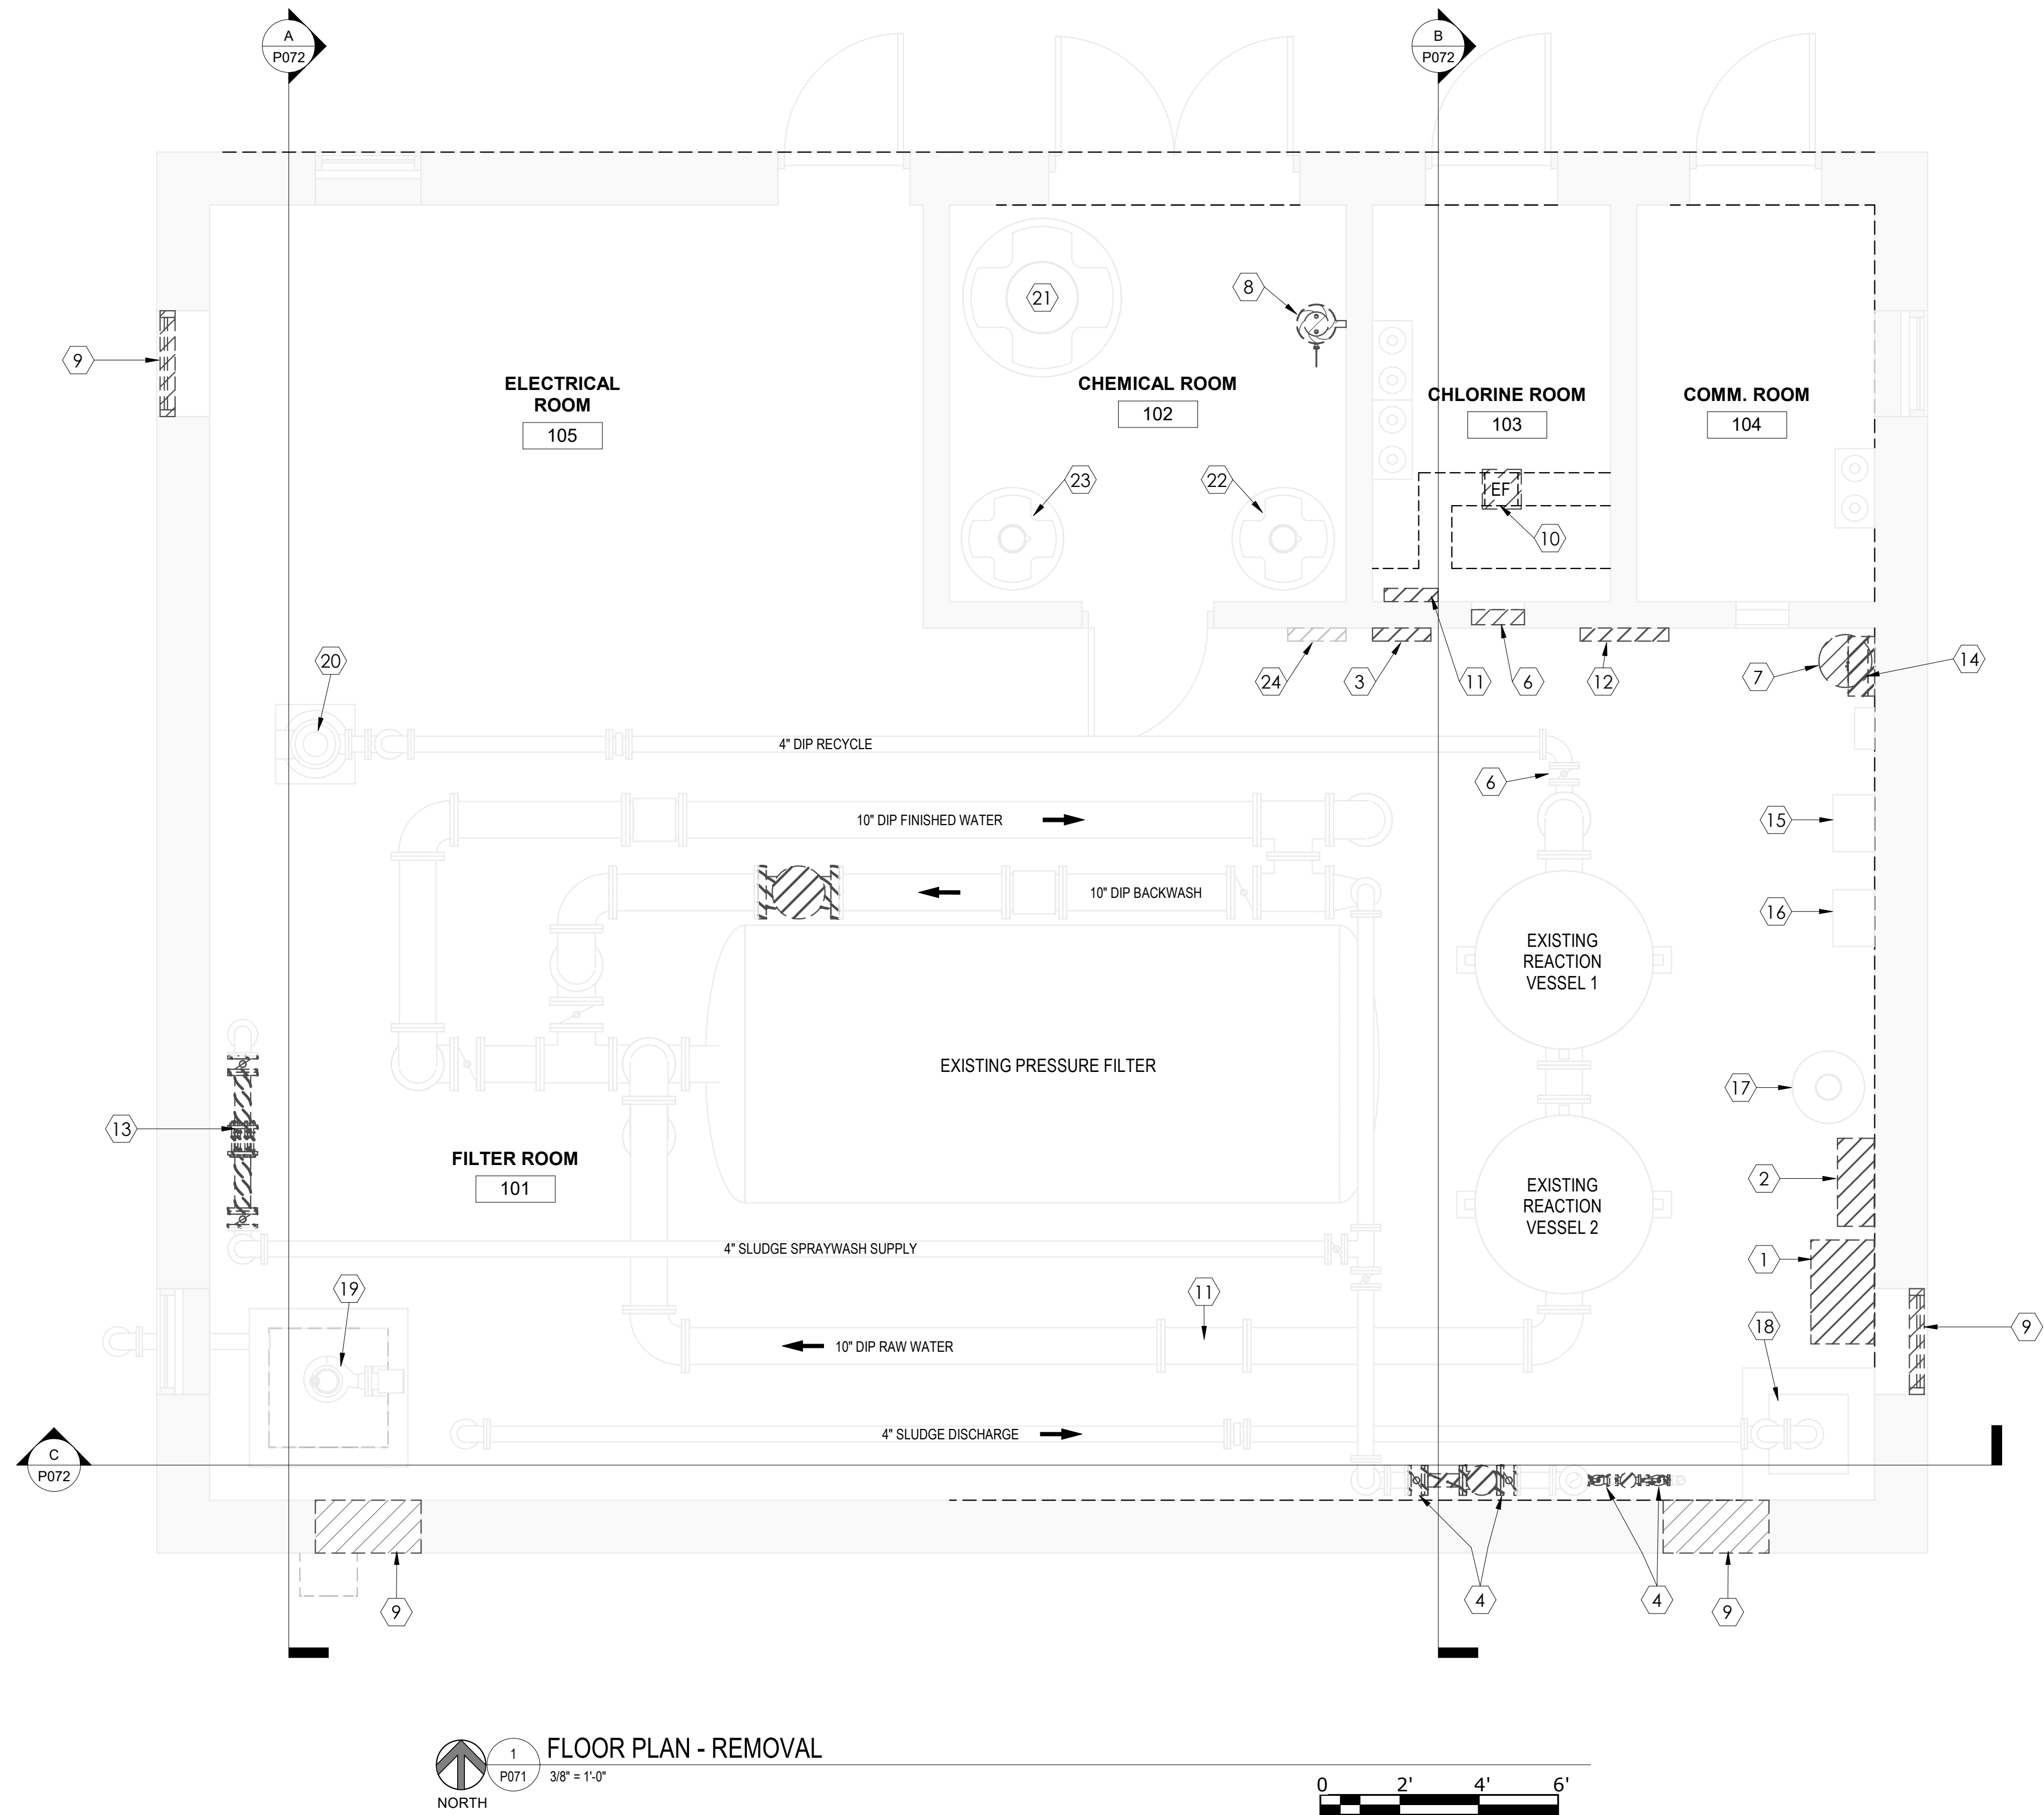 A
P072
B
P072
21
8
9
ELECTRICAL
ROOM
105
CHEMICAL ROOM
102
CHLORINE ROOM
103
COMM. ROOM
104
23
22
EF
10
20
24
3
11
6
12
7
14
4" DIP RECYCLE
6
10" DIP FINISHED WATER
15
10" DIP BACKWASH
16
EXISTING
REACTION
VESSEL 1
EXISTING PRESSURE FILTER
17
13
FILTER ROOM
101
2
EXISTING
REACTION
VESSEL 2
4" SLUDGE SPRAYWASH SUPPLY
1
19
11
18
9
10" DIP RAW WATER
4" SLUDGE DISCHARGE
C
P072
9
4
4
9
1
P071
FLOOR PLAN - REMOVAL
3/8" = 1'-0"
NORTH
0 2' 4' 6'